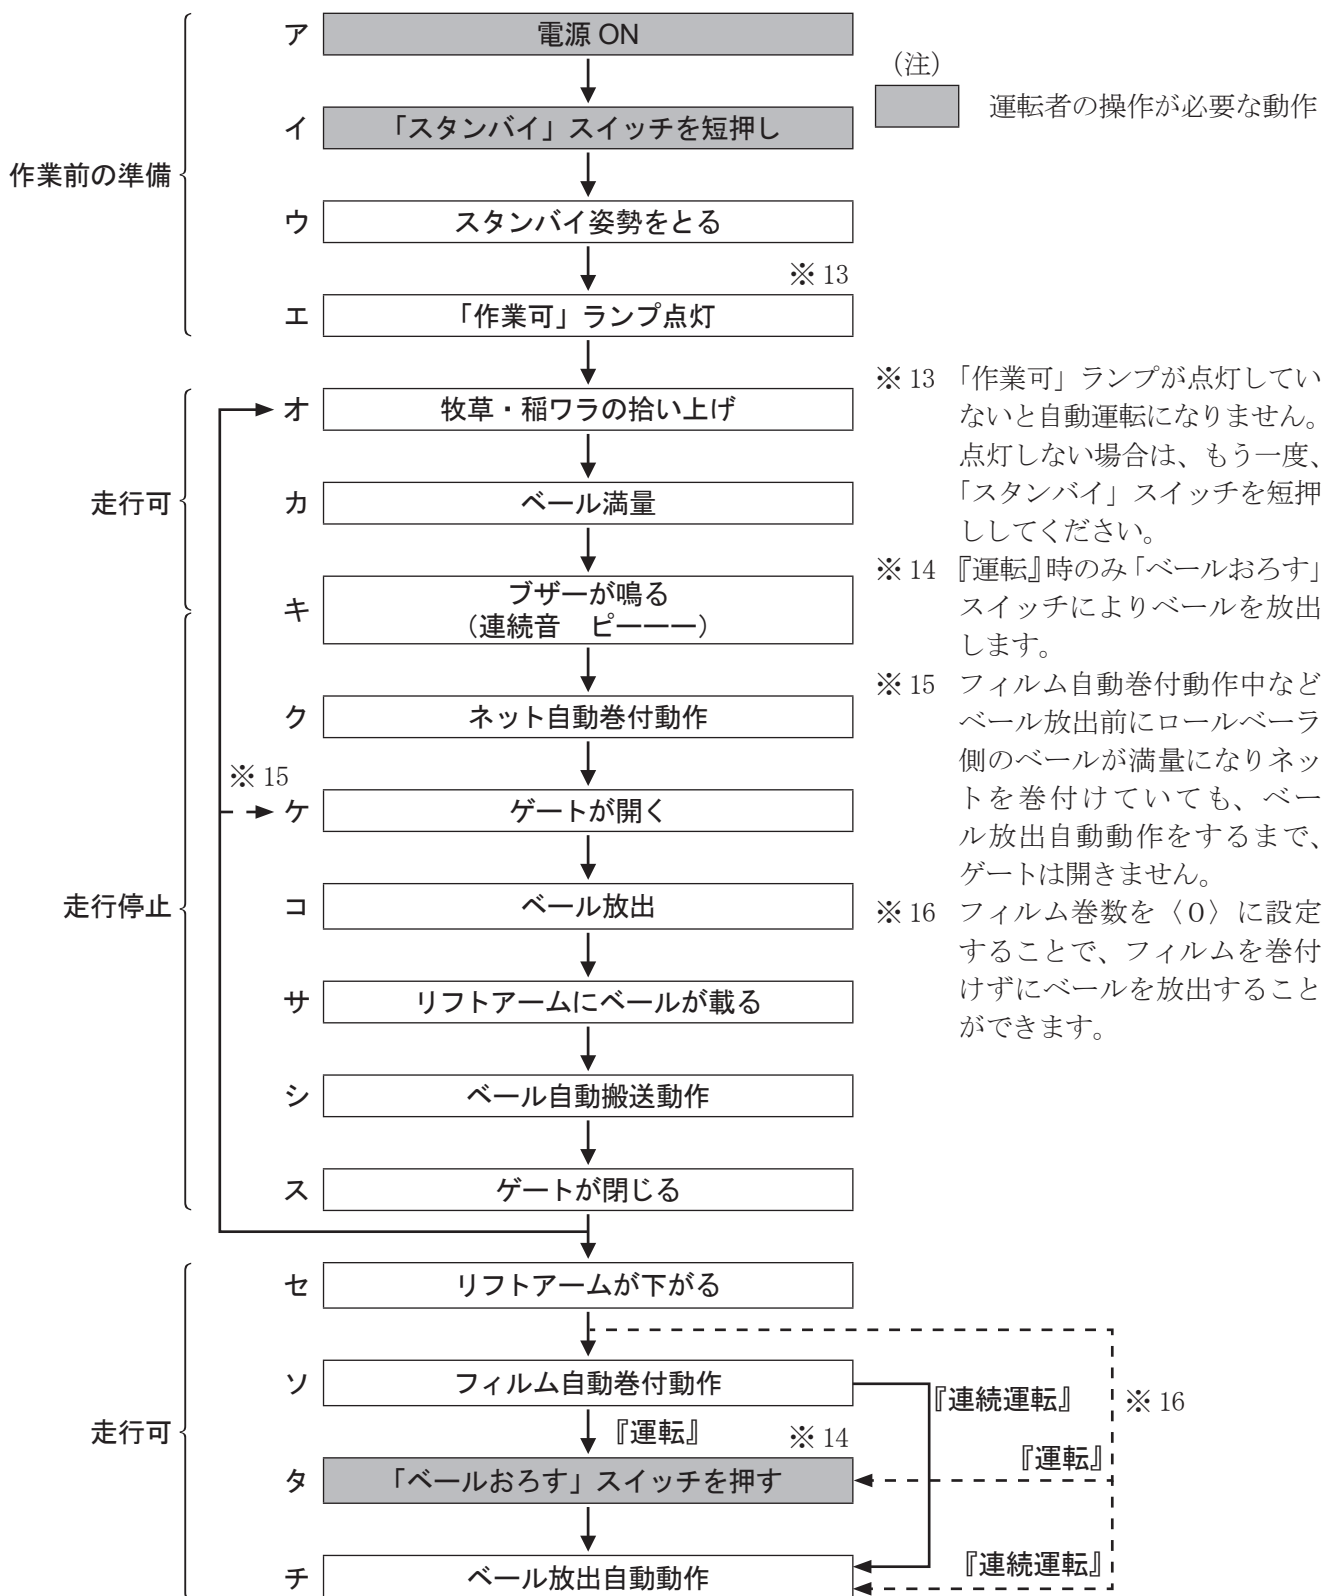 ア 電源 ON
(注)
運転者の操作が必要な動作
イ 「スタンバイ」スイッチを短押し
作業前の準備
ウ スタンバイ姿勢をとる
※ 13
エ 「作業可」ランプ点灯
オ 牧草・稲ワラの拾い上げ
走行可
カ ベール満量
キ ブザーが鳴る
（連続音 ピーーー）
ク ネット自動巻付動作
※ 15
ケ ゲートが開く
走行停止
コ ベール放出
サ リフトアームにベールが載る
シ ベール自動搬送動作
ス ゲートが閉じる
セ リフトアームが下がる
ソ フィルム自動巻付動作
『連続運転』
※ 16
走行可
『運転』
※ 14
『運転』
タ 「ベールおろす」スイッチを押す
『連続運転』
チ ベール放出自動動作
※ 13 「作業可」ランプが点灯してい
ないと自動運転になりません。
点灯しない場合は、もう一度、
「スタンバイ」スイッチを短押
ししてください。
※ 14 『運転』時のみ「ベールおろす」
スイッチによりベールを放出
します。
※ 15 フィルム自動巻付動作中など
ベール放出前にロールベーラ
側のベールが満量になりネッ
トを巻付けていても、ベー
ル放出自動動作をするまで、
ゲートは開きません。
※ 16 フィルム巻数を〈0〉に設定
することで、フィルムを巻付
けずにベールを放出すること
ができます。